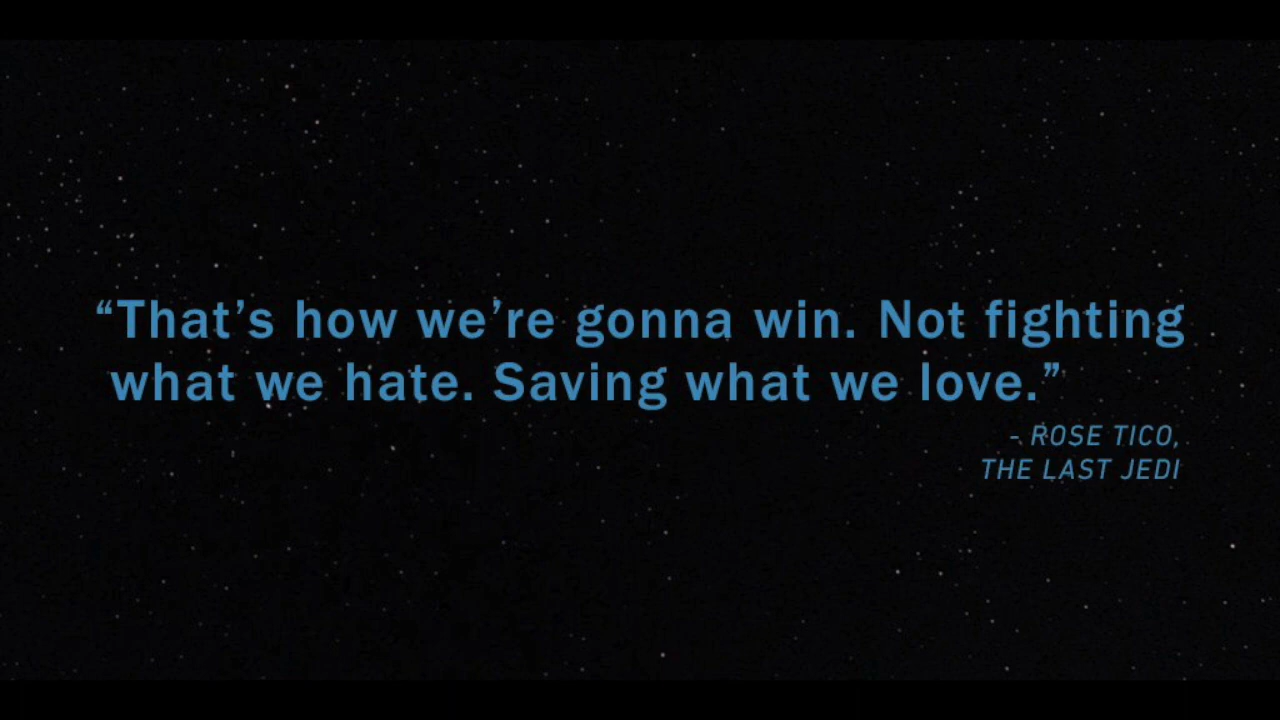 “That’s how we’re gonna win. Not fighting
what we hate. Saving what we love.”
- ROSE TICO,
THE LAST JEDI